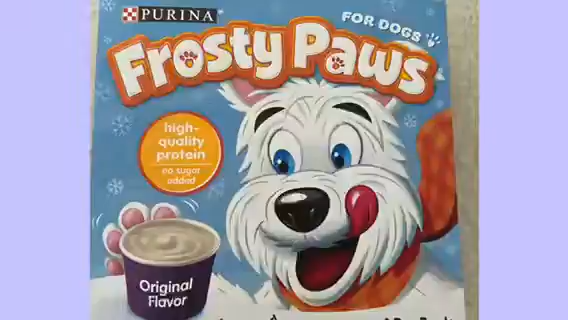 PURINA
FOR DOGS
Frosty Paws
high-
quality
protein
no sugar
added
Original
Flavor